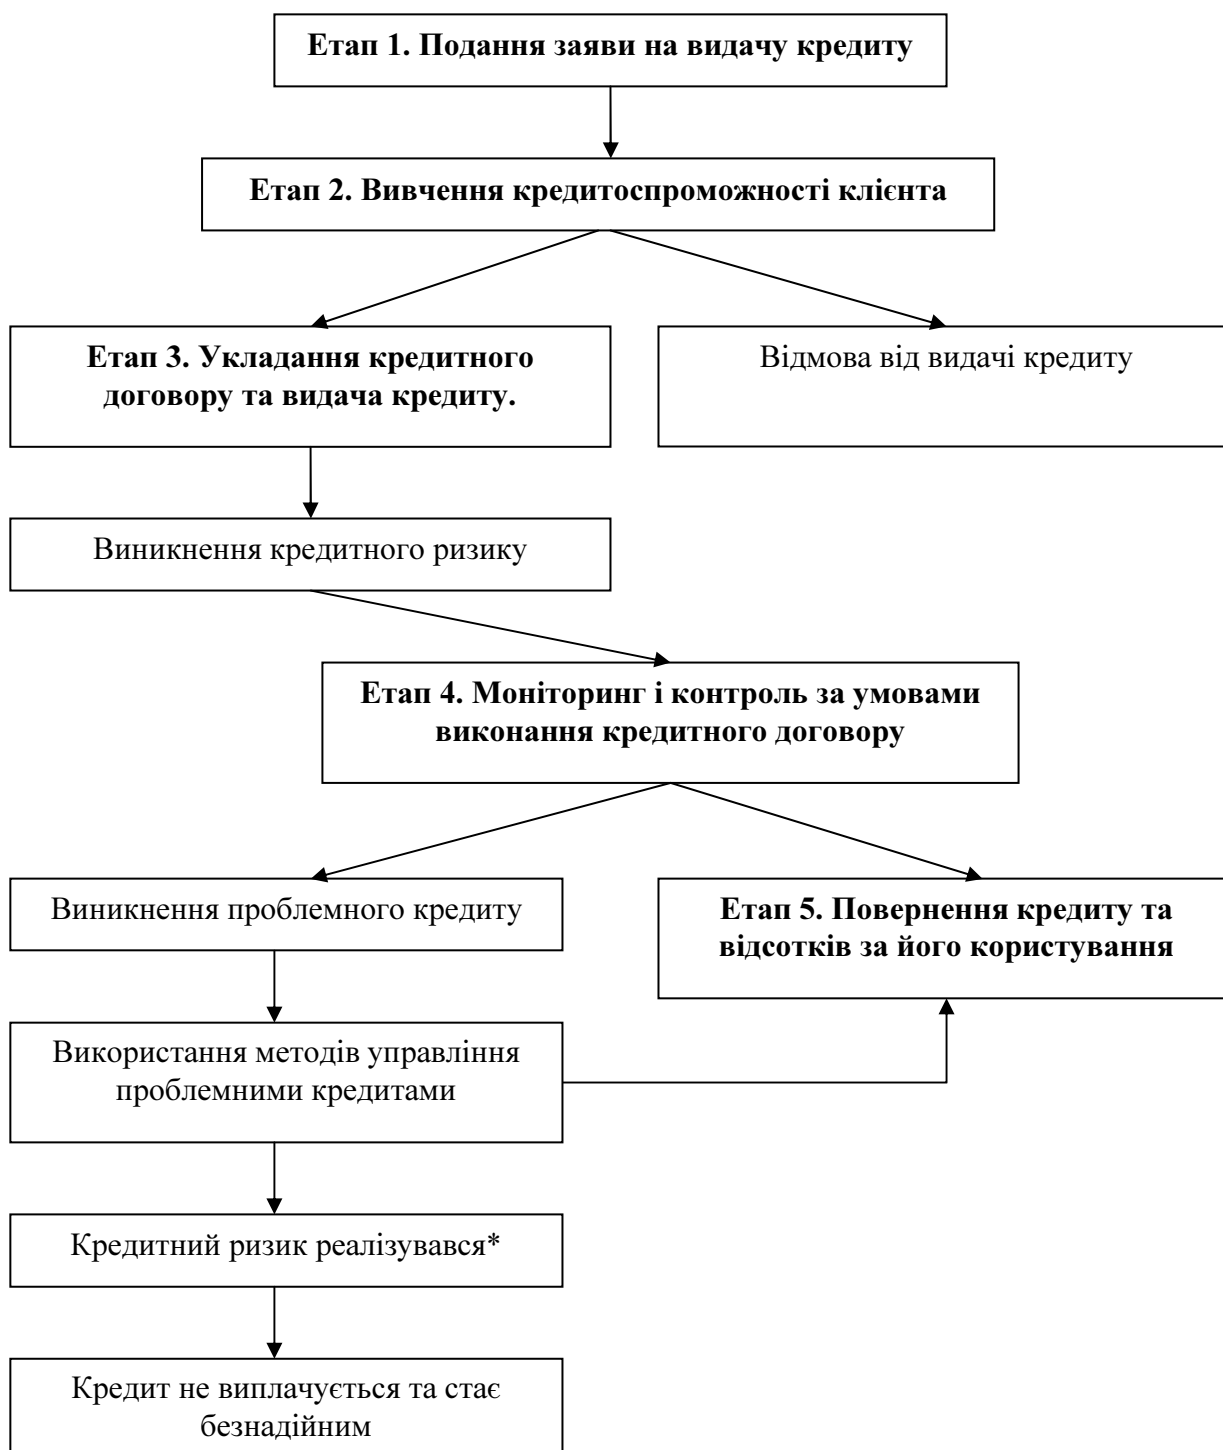 Етап 1. Подання заяви на видачу кредиту
Етап 2. Вивчення кредитоспроможності клієнта
Етап 3. Укладання кредитного
договору та видача кредиту.
Відмова від видачі кредиту
Виникнення кредитного ризику
Етап 4. Моніторинг і контроль за умовами
виконання кредитного договору
Виникнення проблемного кредиту
Етап 5. Повернення кредиту та
відсотків за його користування
Використання методів управління
проблемними кредитами
Кредитний ризик реалізувався*
Кредит не виплачується та стає
безнадійним